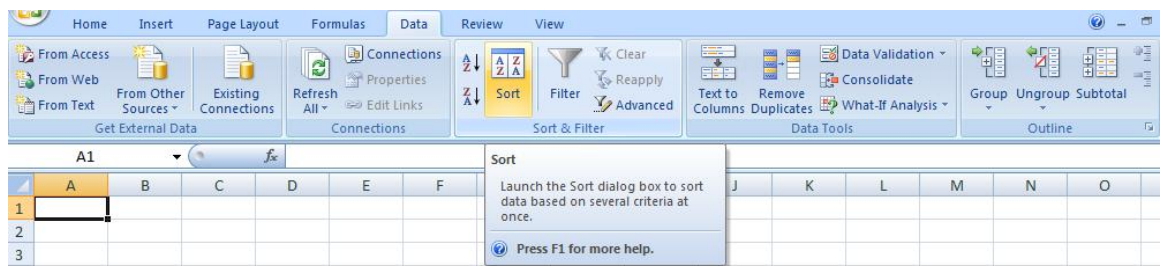 Home Insert Page Layout Formulas Data Review View
From Access
From Web
From Text
From Other
Sources
Existing
Connections
Get External Data
Refresh
All
Connections
Properties
Edit Links
Connections
A
Z
Z
A
A Z
Z A
Sort
Filter
Clear
Reapply
Advanced
Sort & Filter
Text to
Columns
Remove
Duplicates
Data Validation
Consolidate
What-If Analysis
Data Tools
Group
Ungroup
Subtotal
Outline
A1
fx
A B C D E F J K L M N O
1
2
3
Sort
Launch the Sort dialog box to sort
data based on several criteria at
once.
Press F1 for more help.